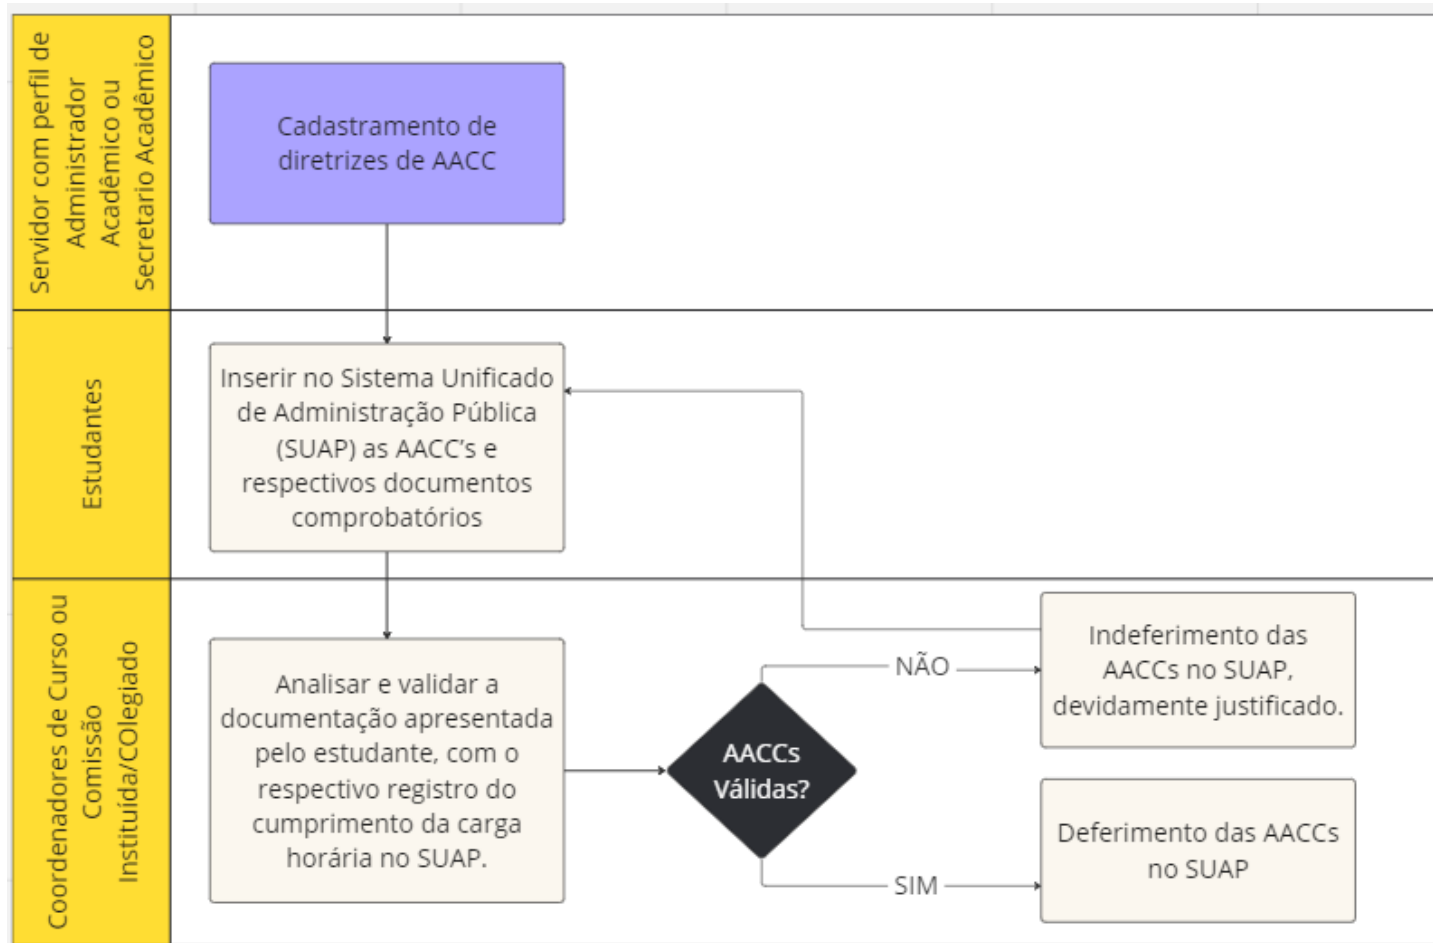 Servidor com perfil de
Administrador
Acadêmico ou
Secretario Acadêmico
Cadastramento de
diretrizes de AACC
Estudantes
Inserir no Sistema Unificado
de Administração Pública
(SUAP) as AACC’s e
respectivos documentos
comprobatórios
Coordenadores de Curso ou
Comissão
Instituída/COlegiado
Analisar e validar a
documentação apresentada
pelo estudante, com o
respectivo registro do
cumprimento da carga
horária no SUAP.
AACCs
Válidas?
NÃO
Indeferimento das
AACCs no SUAP,
devidamente justificado.
SIM
Deferimento das AACCs
no SUAP